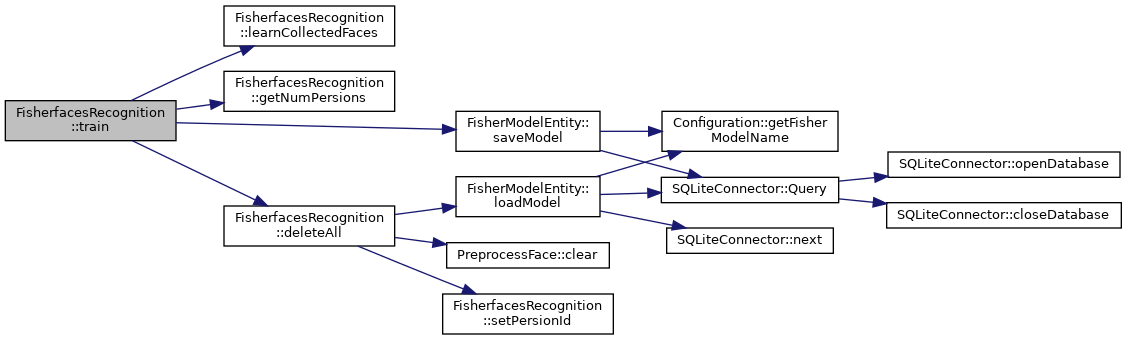 FisherfacesRecognition
::train
FisherfacesRecognition
::learnCollectedFaces
FisherfacesRecognition
::getNumPersions
FisherfacesRecognition
::deleteAll
FisherModelEntity::
saveModel
FisherModelEntity::
loadModel
PreprocessFace::clear
FisherfacesRecognition
::setPersionId
Configuration::getFisher
ModelName
SQLiteConnector::Query
SQLiteConnector::next
SQLiteConnector::openDatabase
SQLiteConnector::closeDatabase